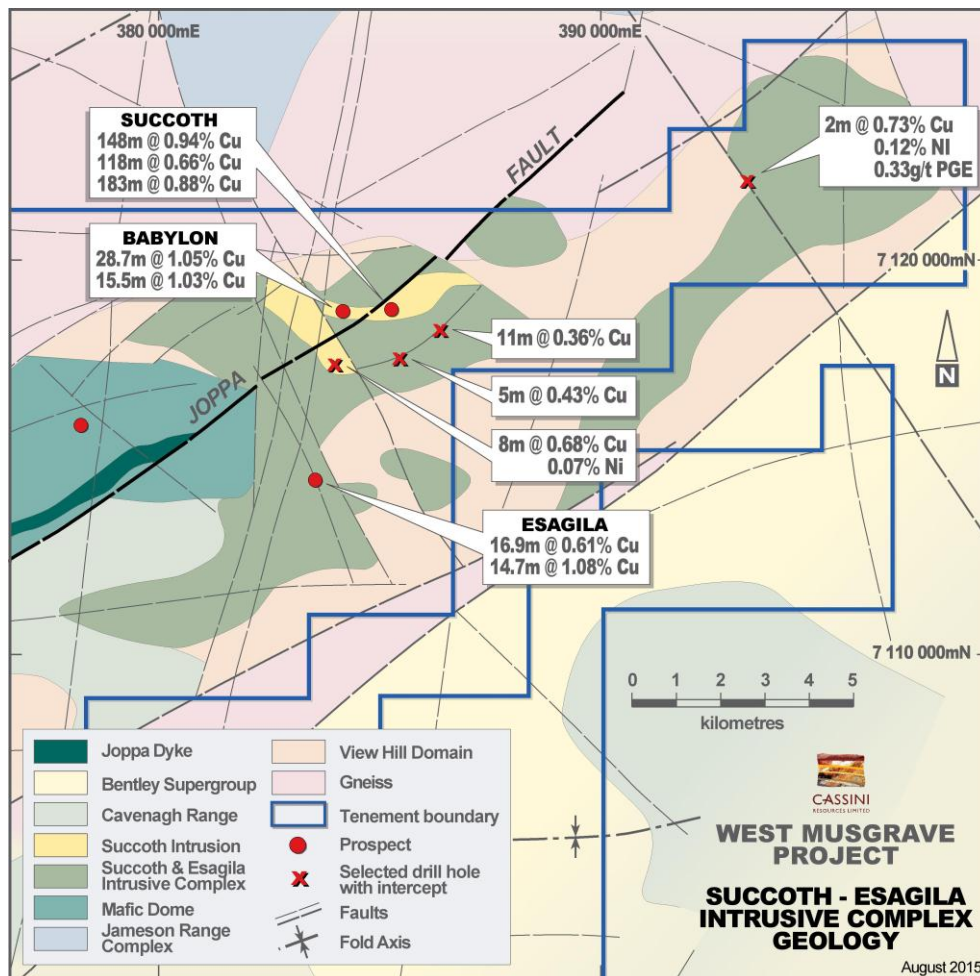 380 000mE
390 000mE
SUCCOTH
148m @ 0.94% Cu
118m @ 0.66% Cu
183m @ 0.88% Cu
2m @ 0.73% Cu
0.12% NI
0.33g/t PGE
FAULT
BABYLON
28.7m @ 1.05% Cu
15.5m @ 1.03% Cu
7 120 000mN
11m @ 0.36% Cu
JOPPA
5m @ 0.43% Cu
N
8m @ 0.68% Cu
0.07% Ni
ESAGILA
16.9m @ 0.61% Cu
14.7m @ 1.08% Cu
7 110 000mN
0 1 2 3 4 5
kilometres
Joppa Dyke
Bentley Supergroup
Cavenagh Range
Succoth Intrusion
Succoth & Esagila
Intrusive Complex
Mafic Dome
Jameson Range
Complex
View Hill Domain
Gneiss
Tenement boundary
Prospect
Selected drill hole
with intercept
Faults
Fold Axis
CASSINI
RESOURCES LIMITED
WEST MUSGRAVE
PROJECT
SUCCOTH - ESAGILA
INTRUSIVE COMPLEX
GEOLOGY
August 2015